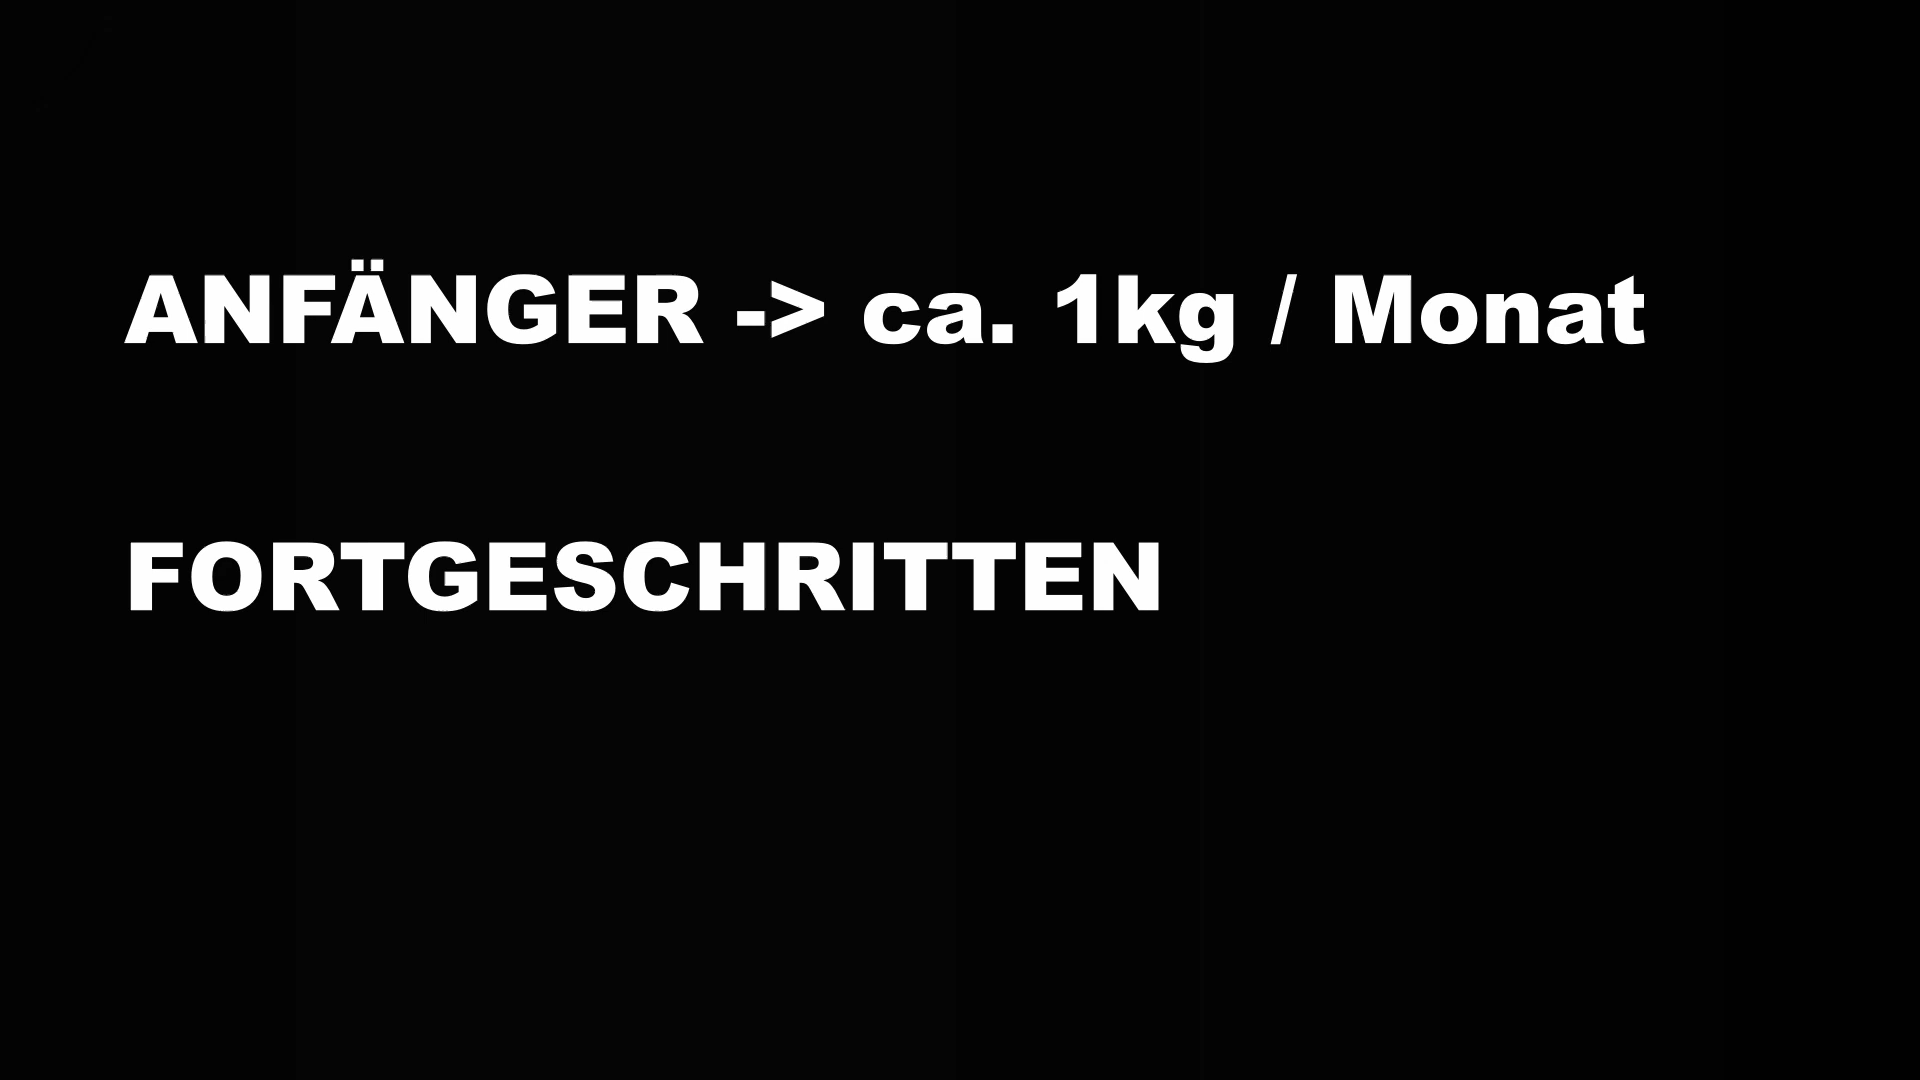 ANFÄNGER -> ca. 1kg / Monat
FORTGESCHRITTEN